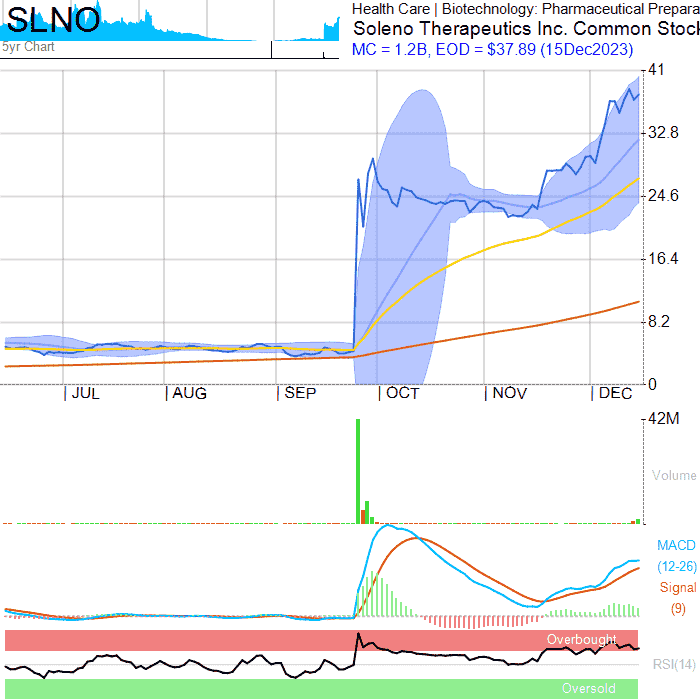 SLNO
5yr Chart
Health Care | Biotechnology: Pharmaceutical Prepara
Soleno Therapeutics Inc. Common Stock
MC = 1.2B, EOD = $37.89 (15Dec2023)
41
32.8
24.6
16.4
8.2
0
JUL
AUG
SEP
OCT
NOV
DEC
42M
Volume
MACD
(12-26)
Signal
(9)
Overbought
RSI(14)
Oversold